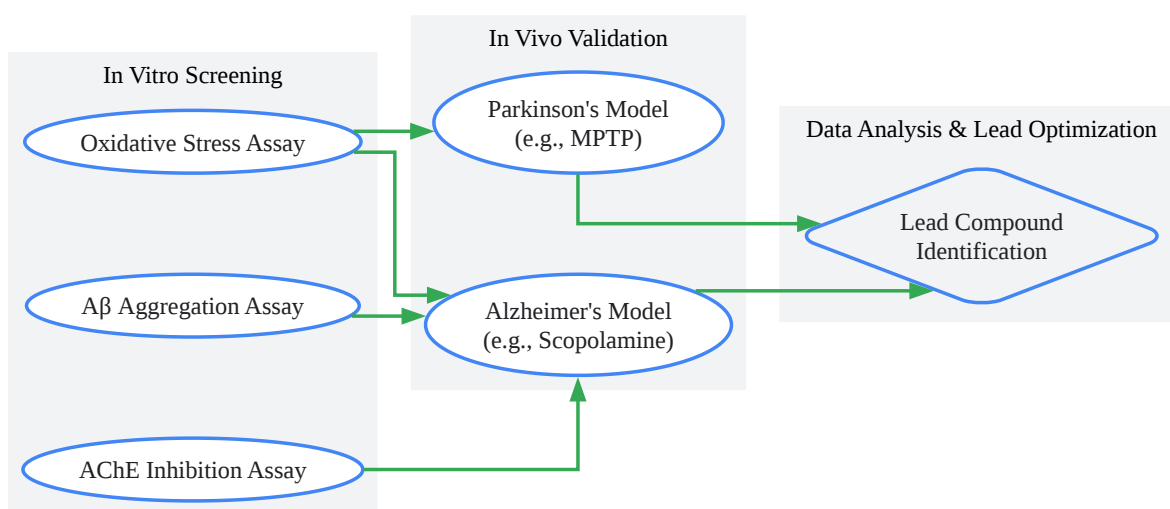 In Vitro Screening
Oxidative Stress Assay
Aβ Aggregation Assay
AChE Inhibition Assay
In Vivo Validation
Parkinson's Model
(e.g., MPTP)
Alzheimer's Model
(e.g., Scopolamine)
Data Analysis & Lead Optimization
Lead Compound
Identification